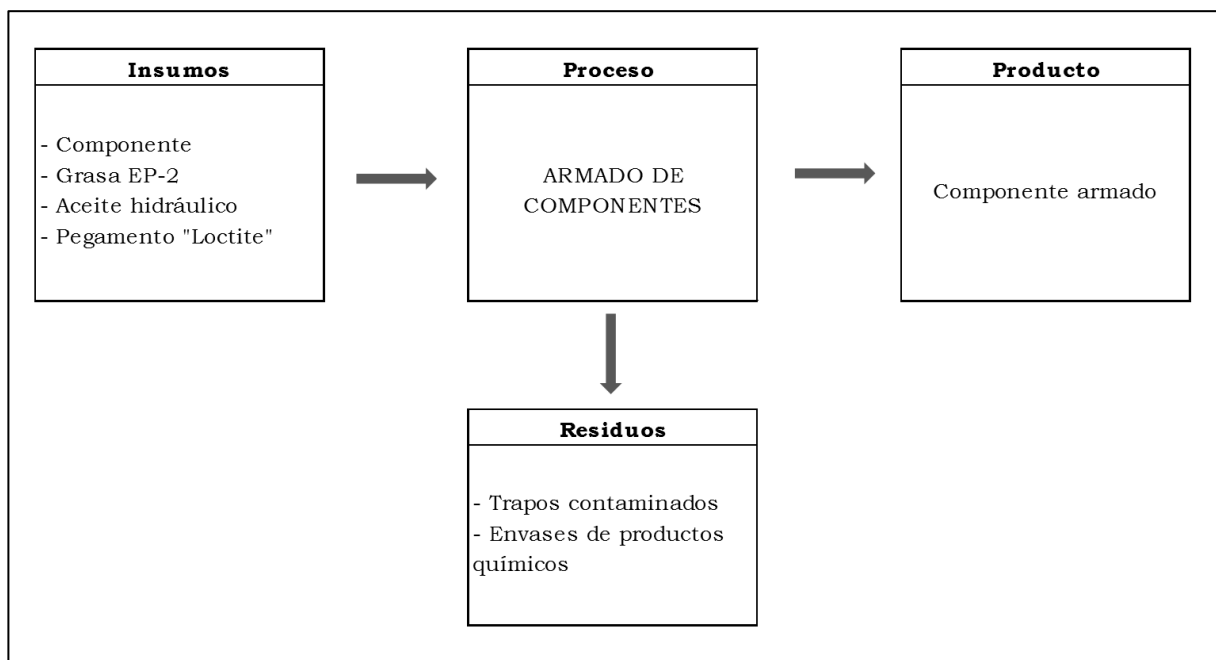 Insumos
- Componente
- Grasa EP-2
- Aceite hidráulico
- Pegamento "Loctite"
Proceso
ARMADO DE
COMPONENTES
Producto
Componente armado
Residuos
- Trapos contaminados
- Envases de productos
químicos